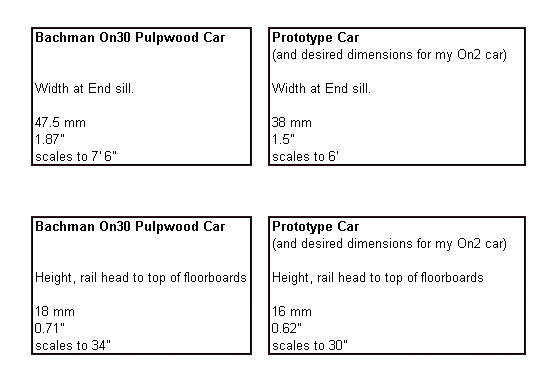 Bachman On30 Pulpwood Car
Width at End sill.
47.5 mm
1.87"
scales to 7' 6"
Prototype Car
(and desired dimensions for my On2 car)
Width at End sill.
38 mm
1.5"
scales to 6'
Bachman On30 Pulpwood Car
Height, rail head to top of floorboards
18 mm
0.71"
scales to 34"
Prototype Car
(and desired dimensions for my On2 car)
Height, rail head to top of floorboards
16 mm
0.62"
scales to 30"